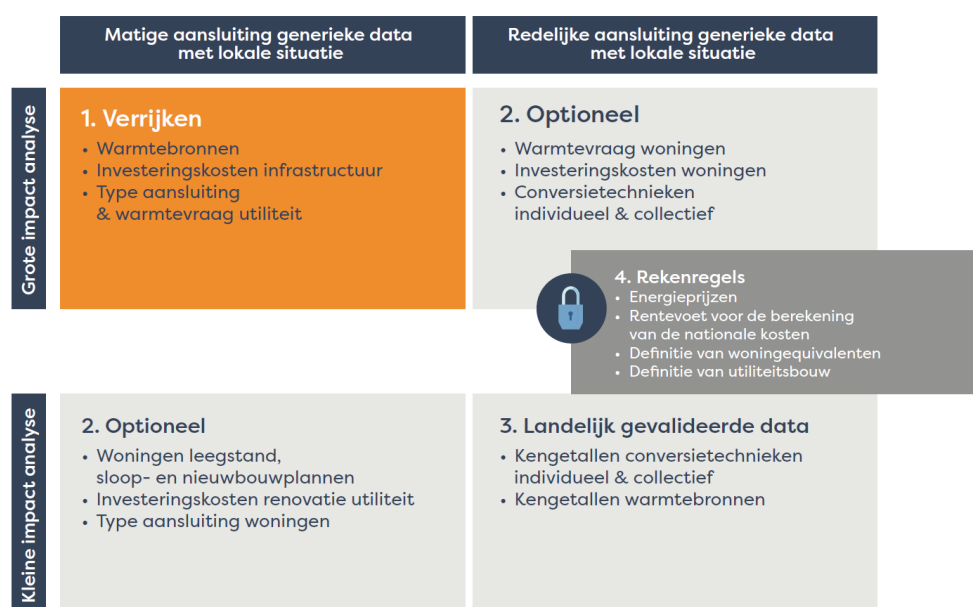 Matige aansluiting generieke data
met lokale situatie
Redelijke aansluiting generieke data
met lokale situatie
Grote impact analyse
1. Verrijken
• Warmtebronnen
• Investeringskosten infrastructuur
• Type aansluiting
& warmtevraag utiliteit
2. Optioneel
• Warmtevraag woningen
• Investeringskosten woningen
• Conversietechnieken
individueel & collectief
4. Rekenregels
• Energieprijzen
• Rentevoet voor de berekening
van de nationale kosten
• Definitie van woningequivalenten
• Definitie van utiliteitsbouw
Kleine impact analyse
2. Optioneel
• Woningen leegstand,
sloop- en nieuwbouwplannen
• Investeringskosten renovatie utiliteit
• Type aansluiting woningen
3. Landelijk gevalideerde data
• Kengetallen conversietechnieken
individueel & collectief
• Kengetallen warmtebronnen